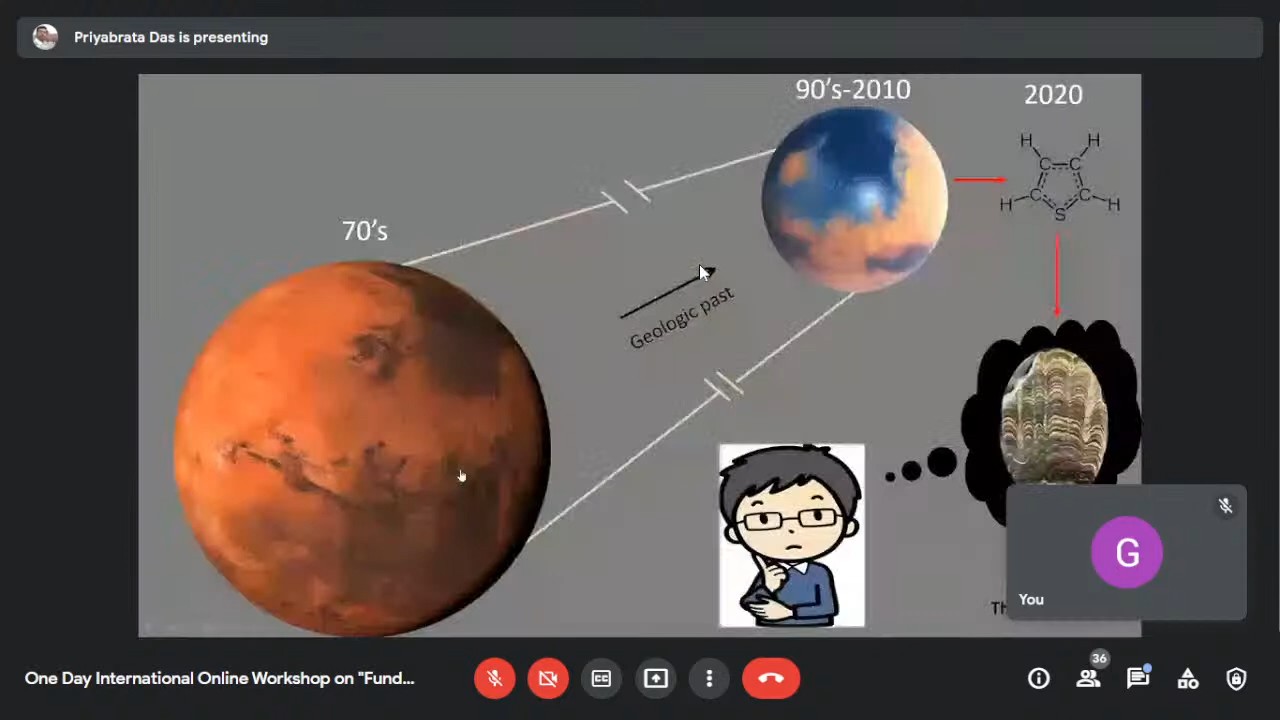 Priyabrata Das is presenting
90's-2010
2020
70's
H
H
C
C
H
C
C
H
S
Geologic past
G
You
One Day International Online Workshop on "Fund...
CC
36